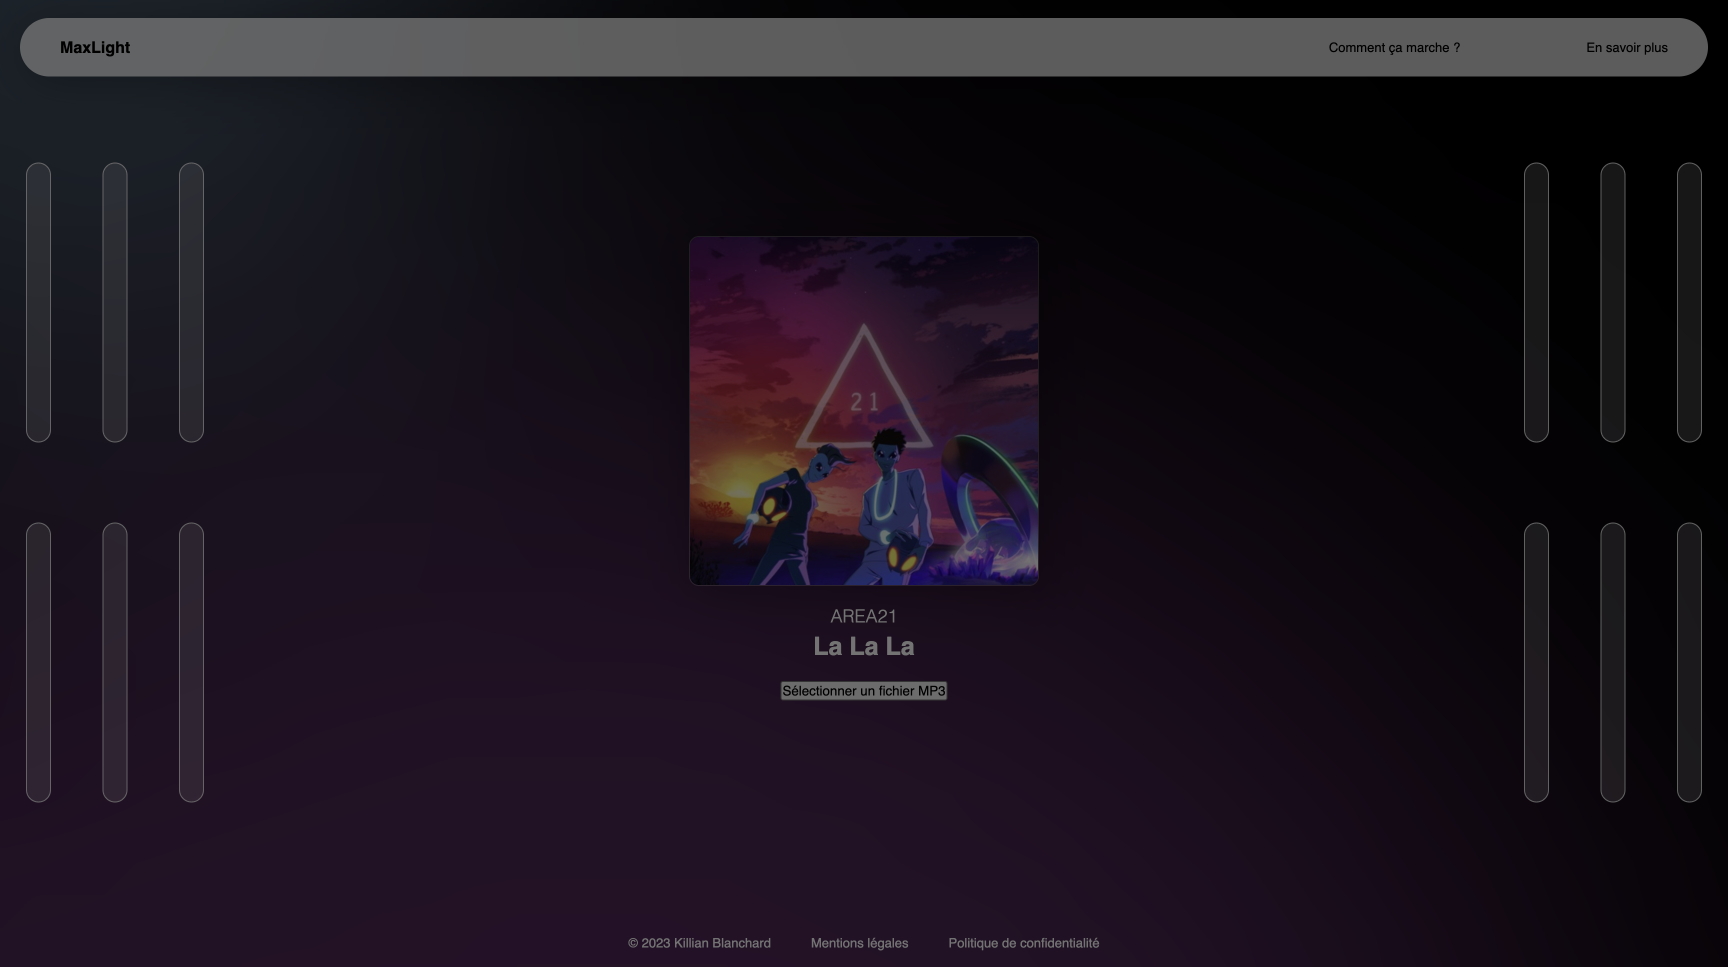 MaxLight
Comment ça marche ?
En savoir plus
21
AREA21
La La La
Sélectionner un fichier MP3
© 2023 Killian Blanchard
Mentions légales
Politique de confidentialité